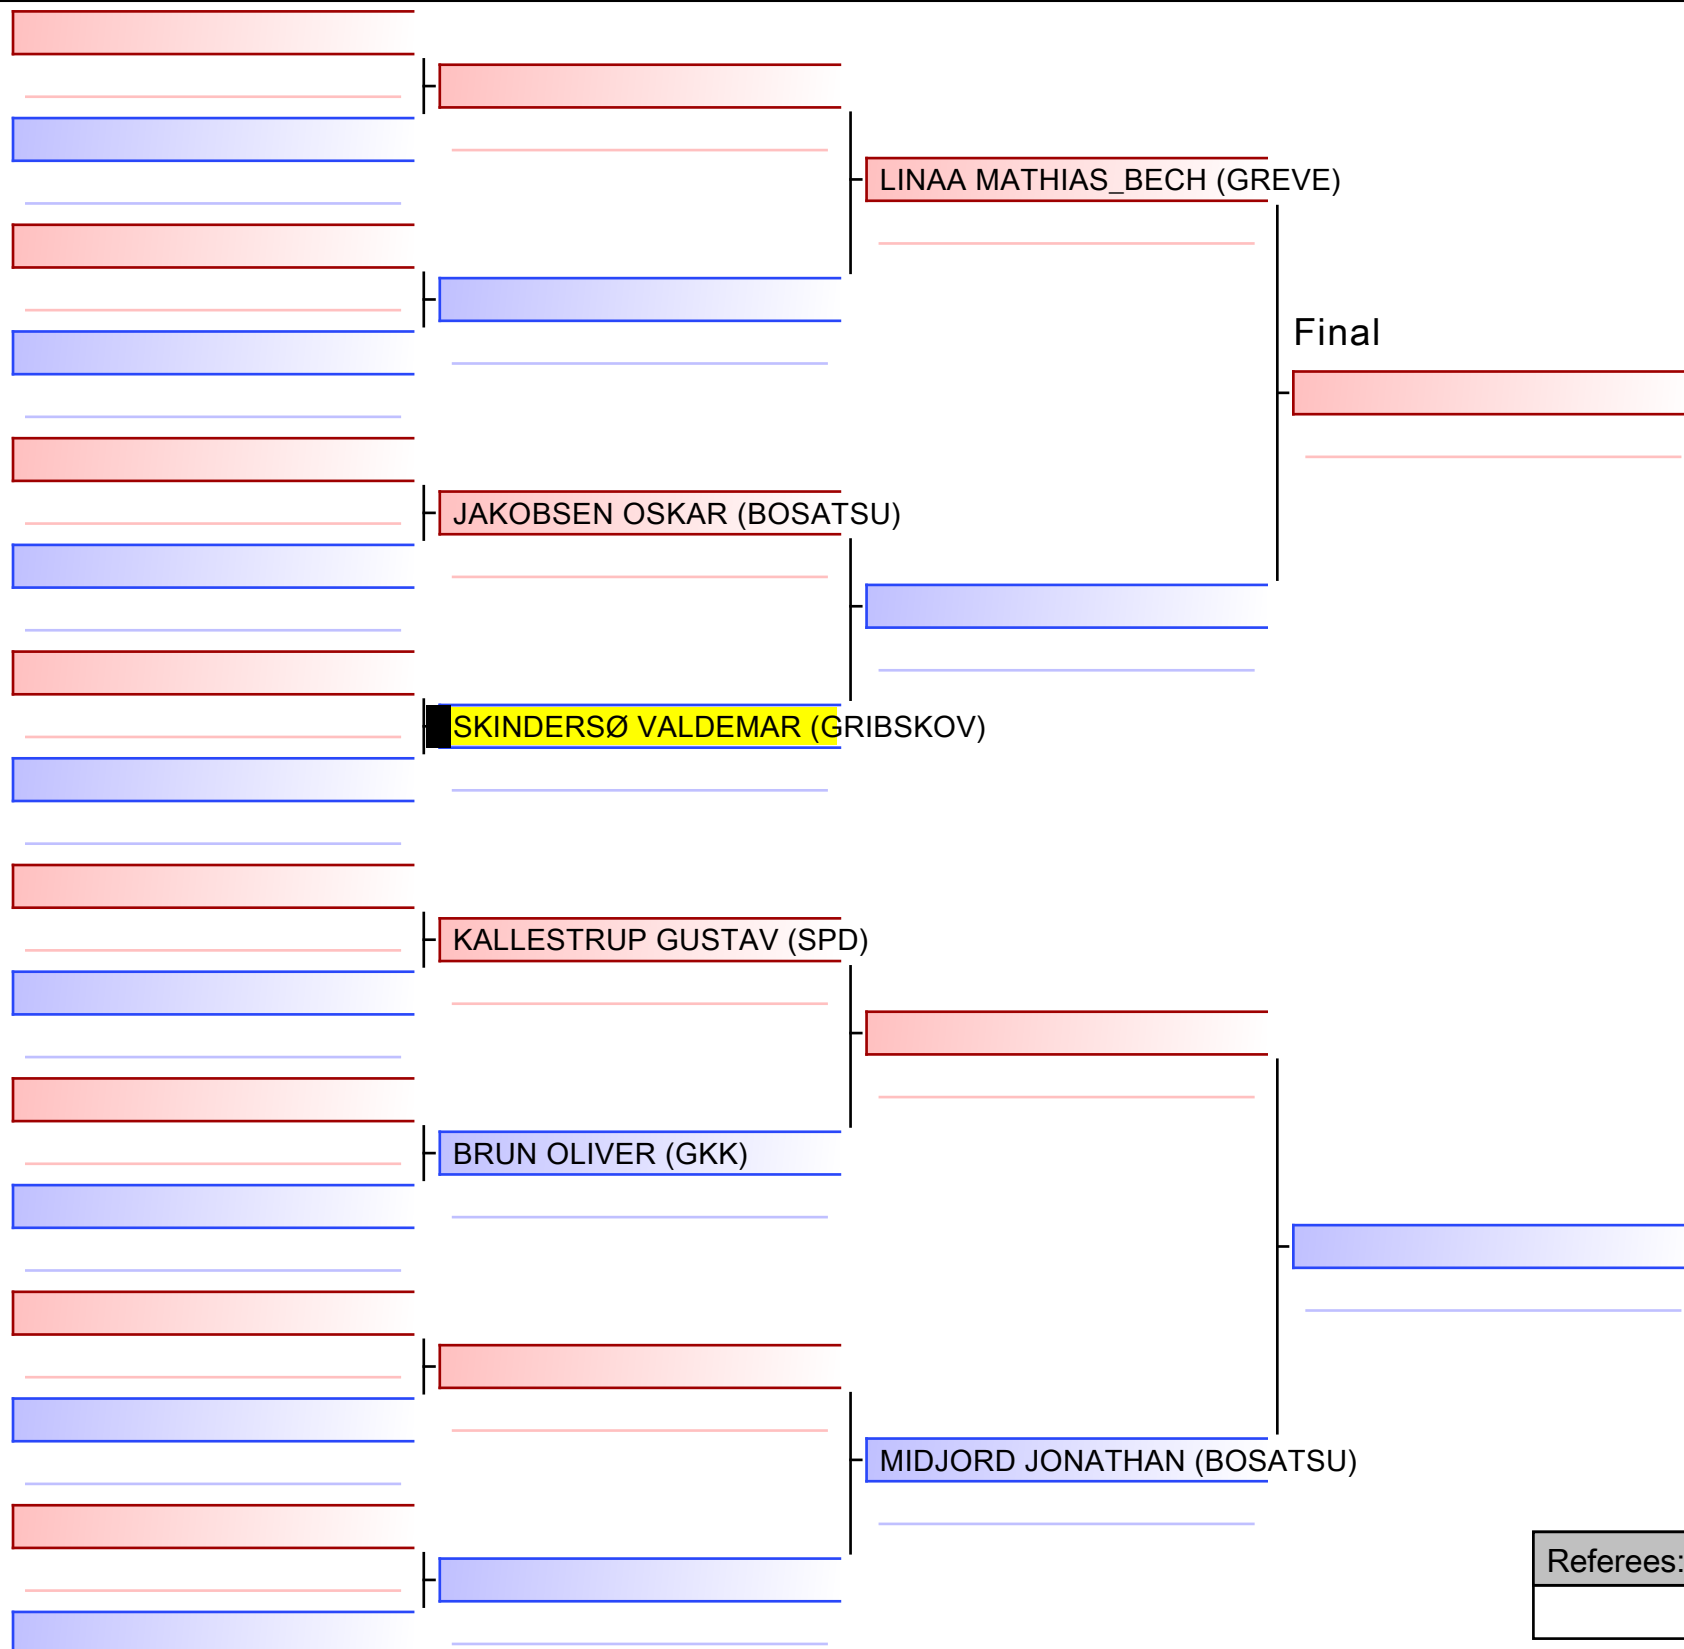 LINAA MATHIAS_BECH (GREVE)
Final
JAKOBSEN OSKAR (BOSATSU)
SKINDERSØ VALDEMAR (GRIBSKOV)
KALLESTRUP GUSTAV (SPD)
BRUN OLIVER (GKK)
MIDJORD JONATHAN (BOSATSU)
Referees: